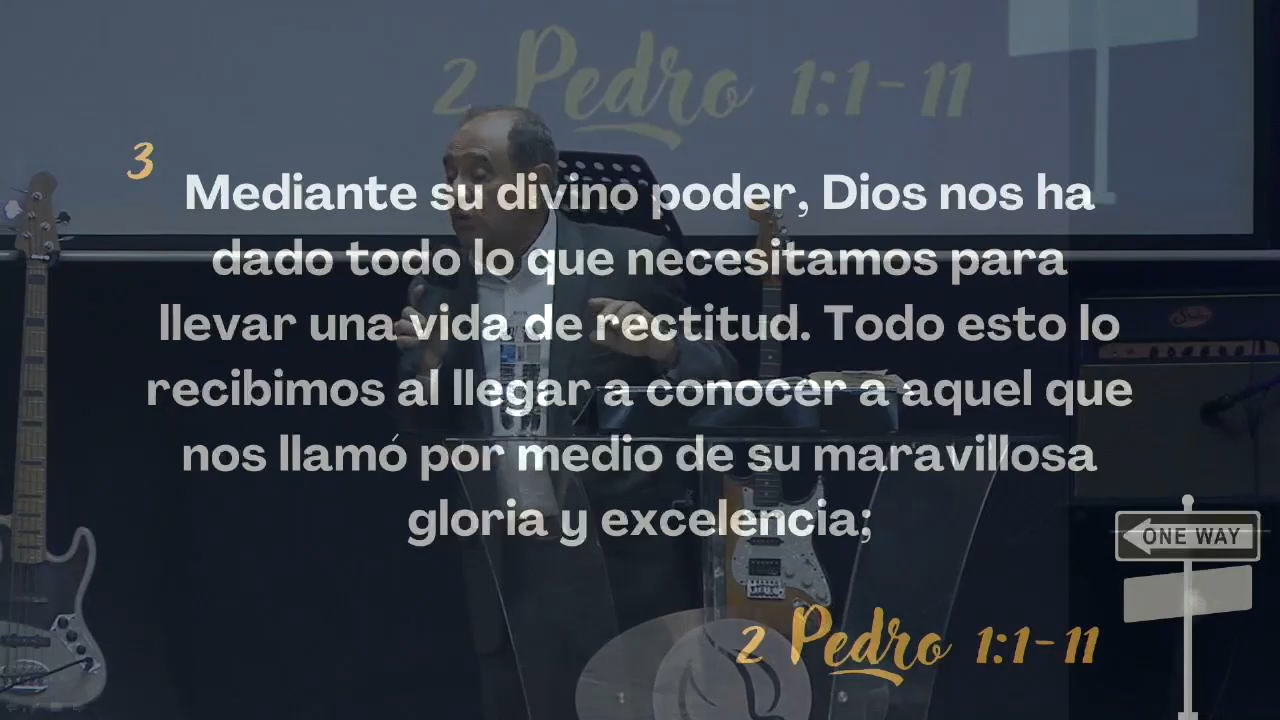 2 Pedro 1:1-11
3
Mediante su divino poder, Dios nos ha
dado todo lo que necesitamos para
llevar una vida de rectitud. Todo esto lo
recibimos al llegar a conocer a aquel que
nos llamó por medio de su maravillosa
gloria y excelencia;
ONE WAY
2 Pedro 1:1-11